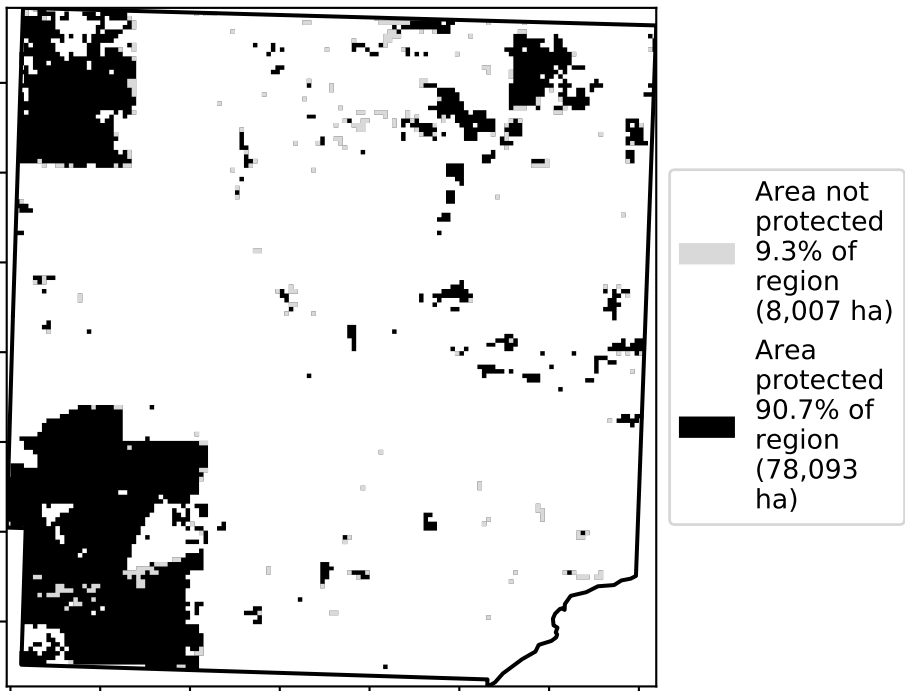 Area not
protected
9.3% of
region
(8,007 ha)
Area
protected
90.7% of
region
(78,093
ha)